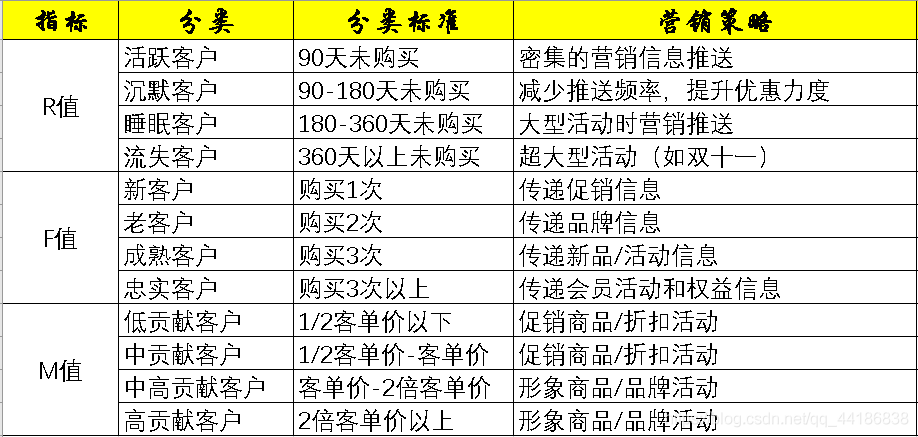 指标 分类 分类标准 营销策略
R值
活跃客户 90天未购买 密集的营销信息推送
沉默客户 90-180天未购买 减少推送频率，提升优惠力度
睡眠客户 180-360天未购买 大型活动时营销推送
流失客户 360天以上未购买 超大型活动（如双十一）
F值
新客户 购买1次 传递促销信息
老客户 购买2次 传递品牌信息
成熟客户 购买3次 传递新品/活动信息
忠实客户 购买3次以上 传递会员活动和权益信息
M值
低贡献客户 1/2客单价以下 促销商品/折扣活动
中贡献客户 1/2客单价-客单价 促销商品/折扣活动
中高贡献客户 客单价-2倍客单价 形象商品/品牌活动
高贡献客户 2倍客单价以上 形象商品/品牌活动
blog.csdn.net/qq_44186838